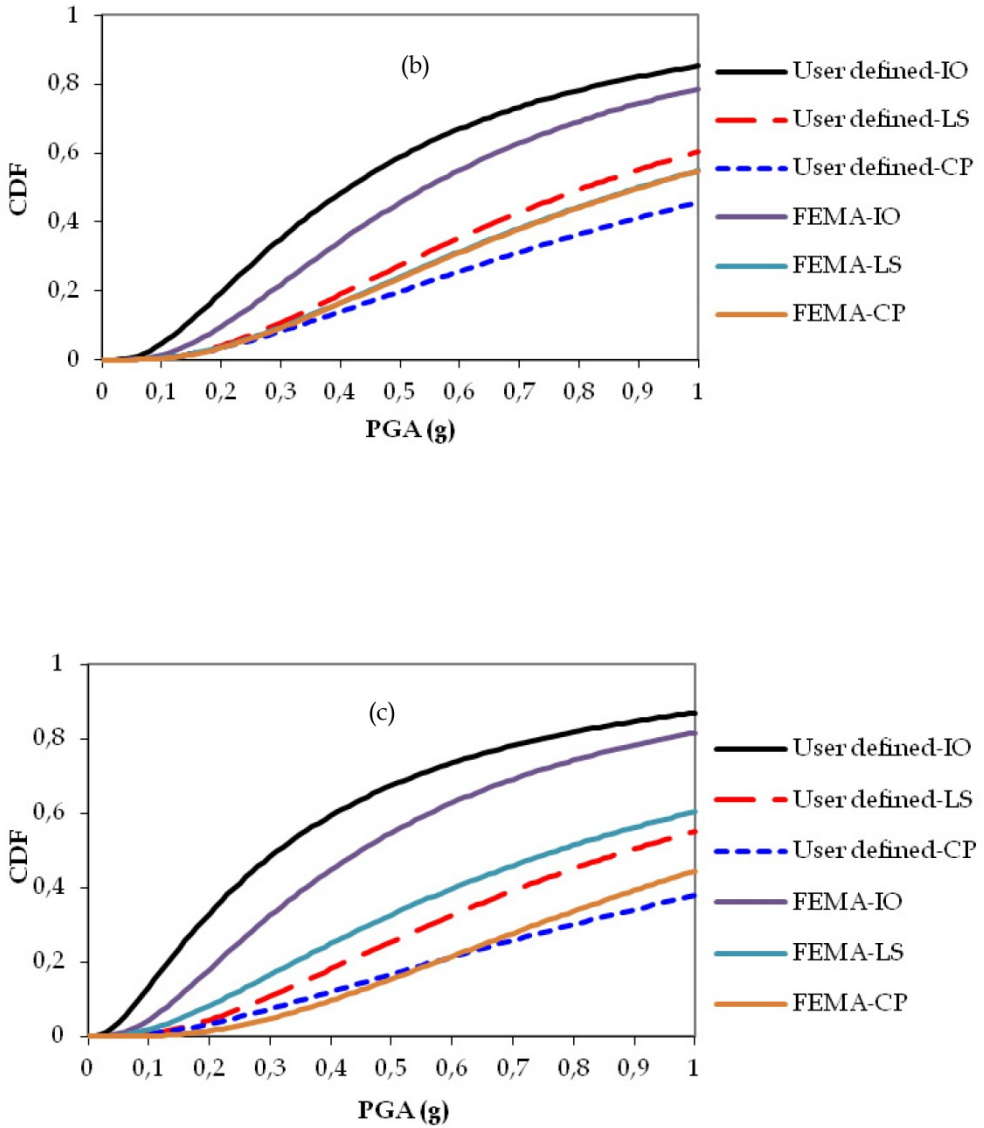 1
0,8
0,6
0,4
0,2
0
CDF
(b)
0 0,1 0,2 0,3 0,4 0,5 0,6 0,7 0,8 0,9 1
PGA (g)
User defined-IO
User defined-LS
User defined-CP
FEMA-IO
FEMA-LS
FEMA-CP
1
0,8
0,6
0,4
0,2
0
CDF
(c)
0 0,1 0,2 0,3 0,4 0,5 0,6 0,7 0,8 0,9 1
PGA (g)
User defined-IO
User defined-LS
User defined-CP
FEMA-IO
FEMA-LS
FEMA-CP